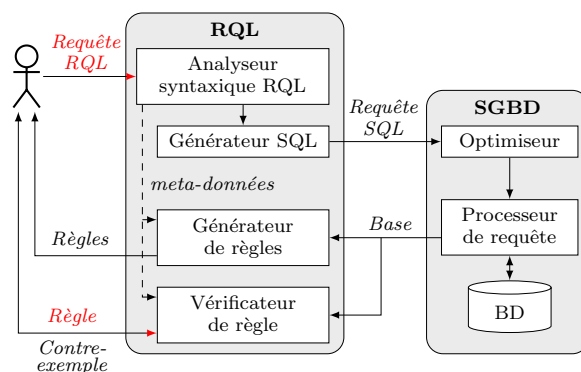 RQL
Requête
RQL
Analyseur
syntaxique RQL
Requête
SQL
SGBD
Générateur SQL
Optimiseur
meta-données
Règles
Générateur
de règles
Base
Processeur
de requête
Règle
Contre-
exemple
Vérificateur
de règle
BD